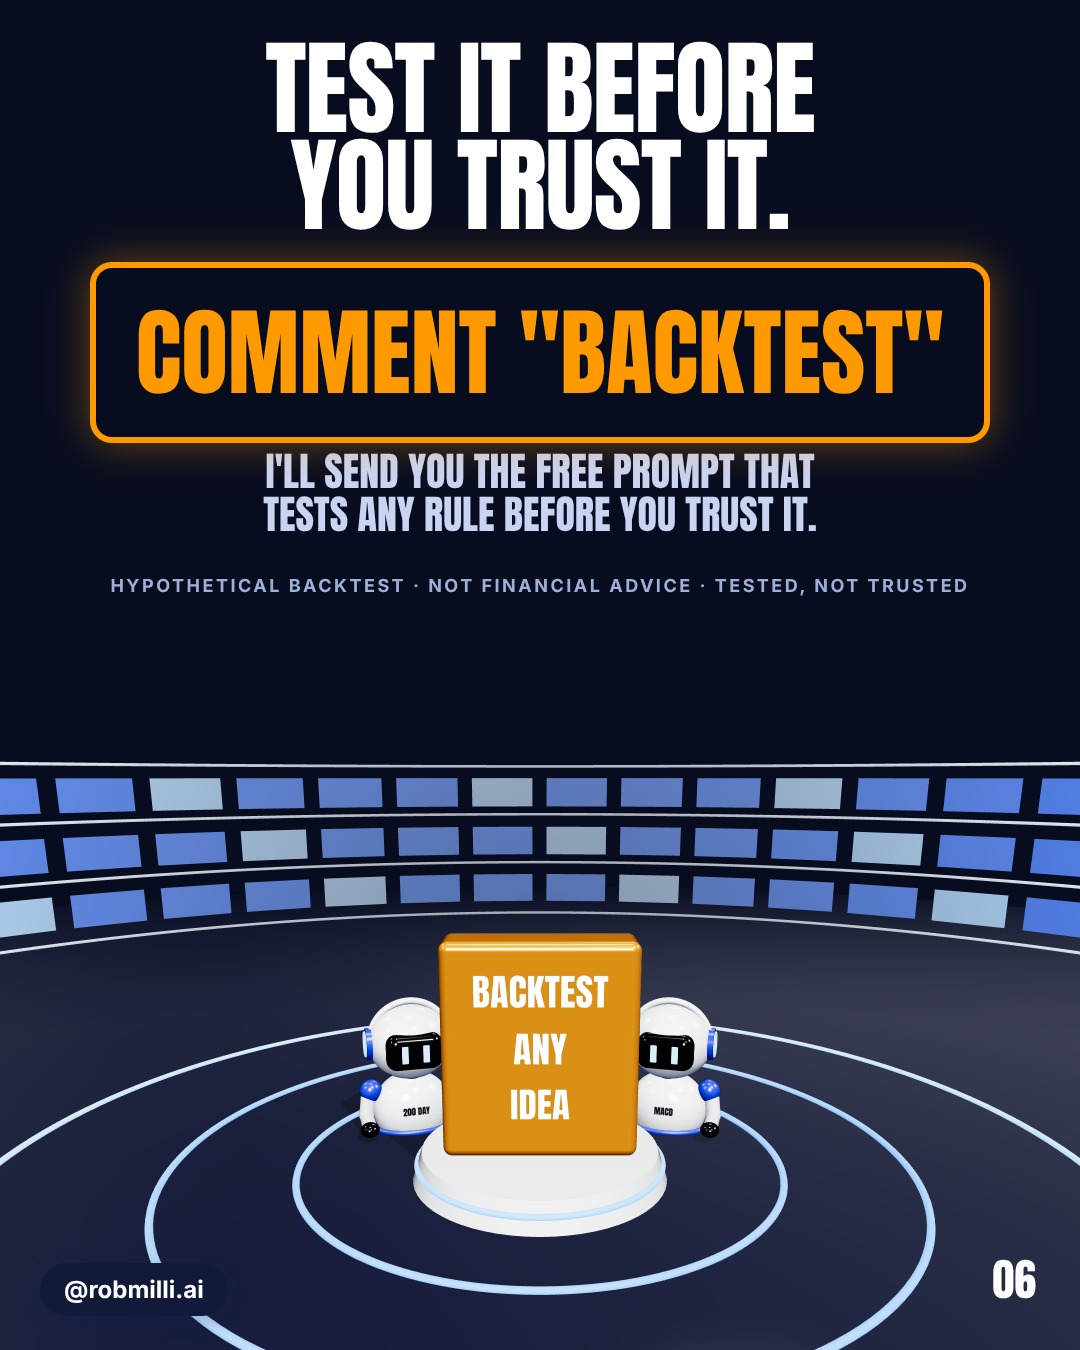 TEST IT BEFORE
YOU TRUST IT.
COMMENT "BACKTEST"
I'LL SEND YOU THE FREE PROMPT THAT
TESTS ANY RULE BEFORE YOU TRUST IT.
HYPOTHETICAL BACKTEST · NOT FINANCIAL ADVICE · TESTED, NOT TRUSTED
BACKTEST
ANY
IDEA
200 DAY
MACD
@robmilli.ai
06